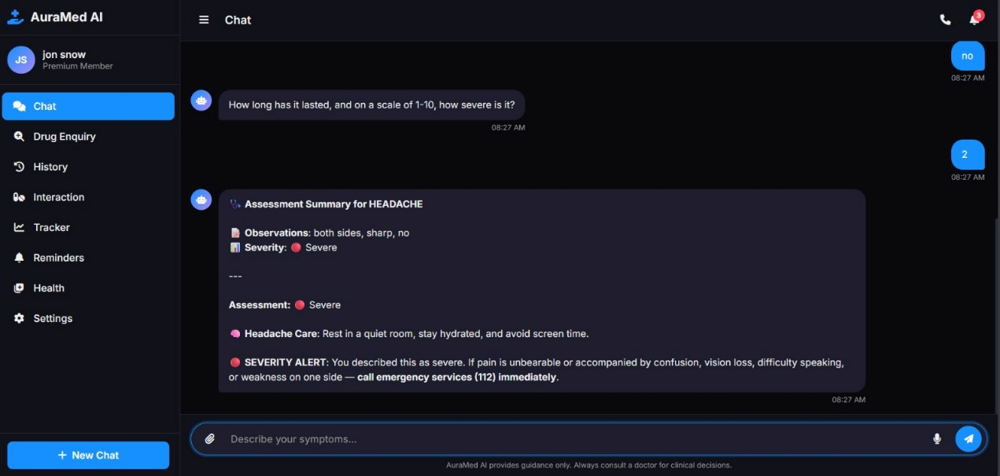 AuraMed AI
JS
jon snow
Premium Member
Chat
Drug Enquiry
History
Interaction
Tracker
Reminders
Health
Settings
+ New Chat
Chat
3
no
08:27 AM
How long has it lasted, and on a scale of 1-10, how severe is it?
08:27 AM
2
08:27 AM
Assessment Summary for HEADACHE
Observations: both sides, sharp, no
Severity: Severe
---
Assessment: Severe
Headache Care: Rest in a quiet room, stay hydrated, and avoid screen time.
SEVERITY ALERT: You described this as severe. If pain is unbearable or accompanied by confusion, vision loss, difficulty speaking,
or weakness on one side — call emergency services (112) immediately.
08:27 AM
Describe your symptoms...
AuraMed AI provides guidance only. Always consult a doctor for clinical decisions.